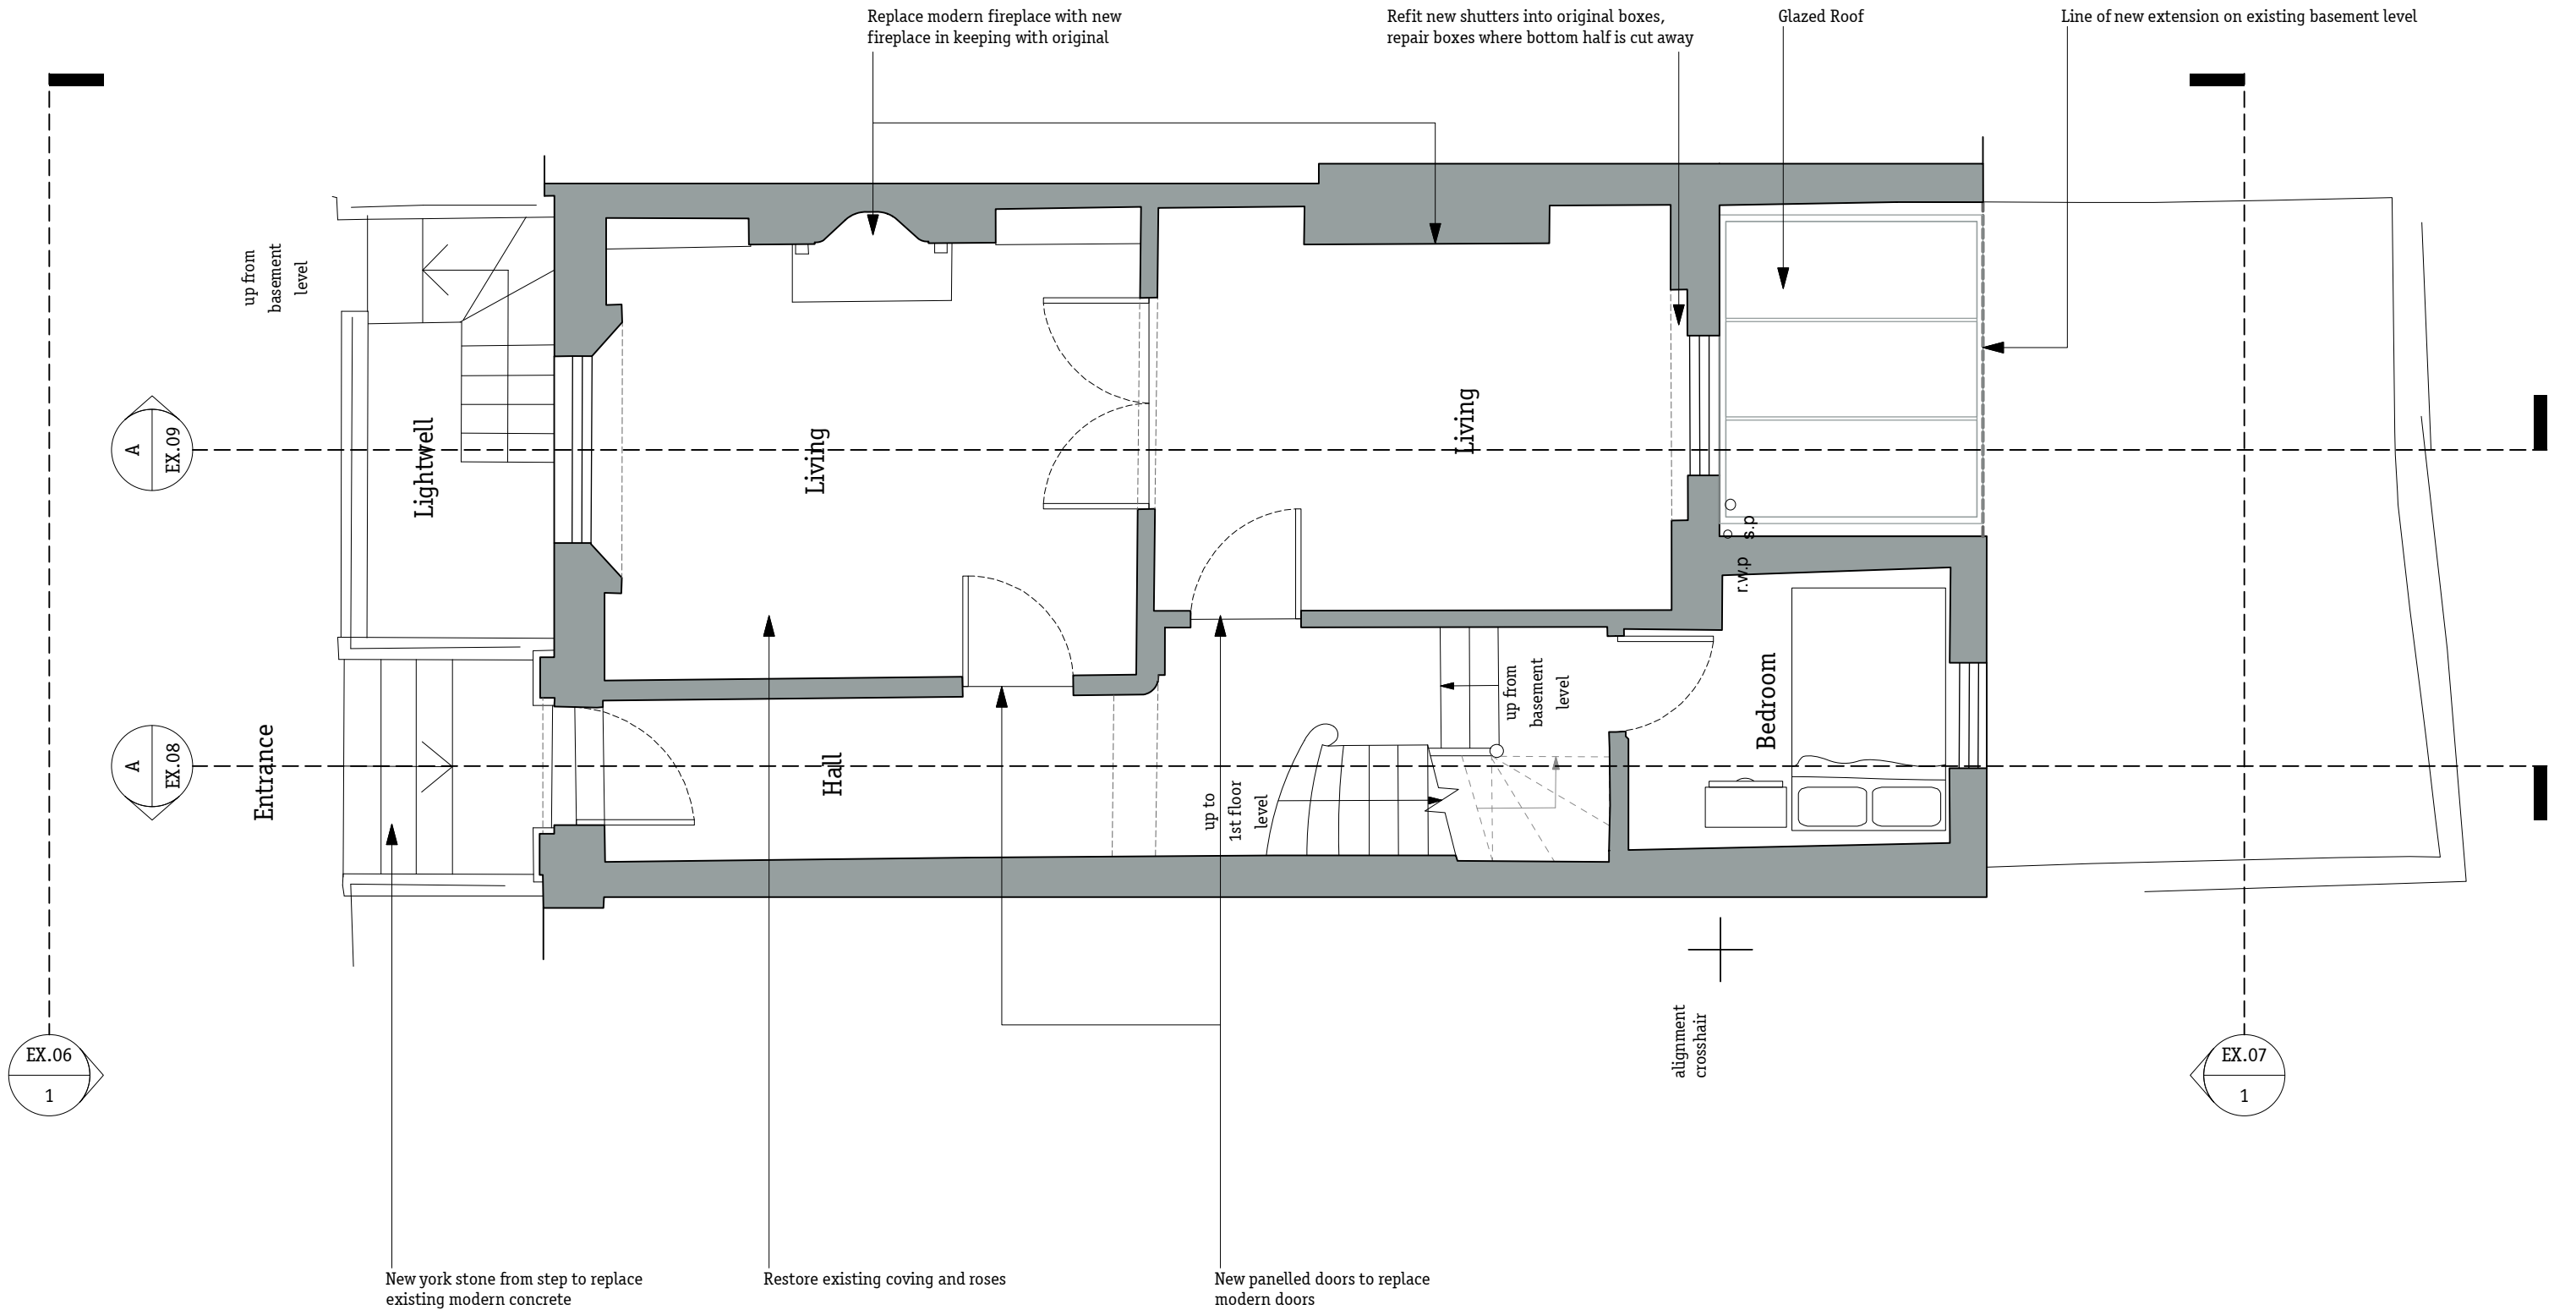 Replace modern fireplace with new
fireplace in keeping with original
Refit new shutters into original boxes,
repair boxes where bottom half is cut away
Glazed Roof
Line of new extension on existing basement level
up from
basement
level
A
EX.09
Lightwell
Living
Living
s.p
r.w.p
A
EX.08
Entrance
Hall
up to
1st floor
level
up from
basement
level
Bedroom
alignment
crosshair
EX.06
1
EX.07
1
New york stone from step to replace
existing modern concrete
Restore existing coving and roses
New panelled doors to replace
modern doors